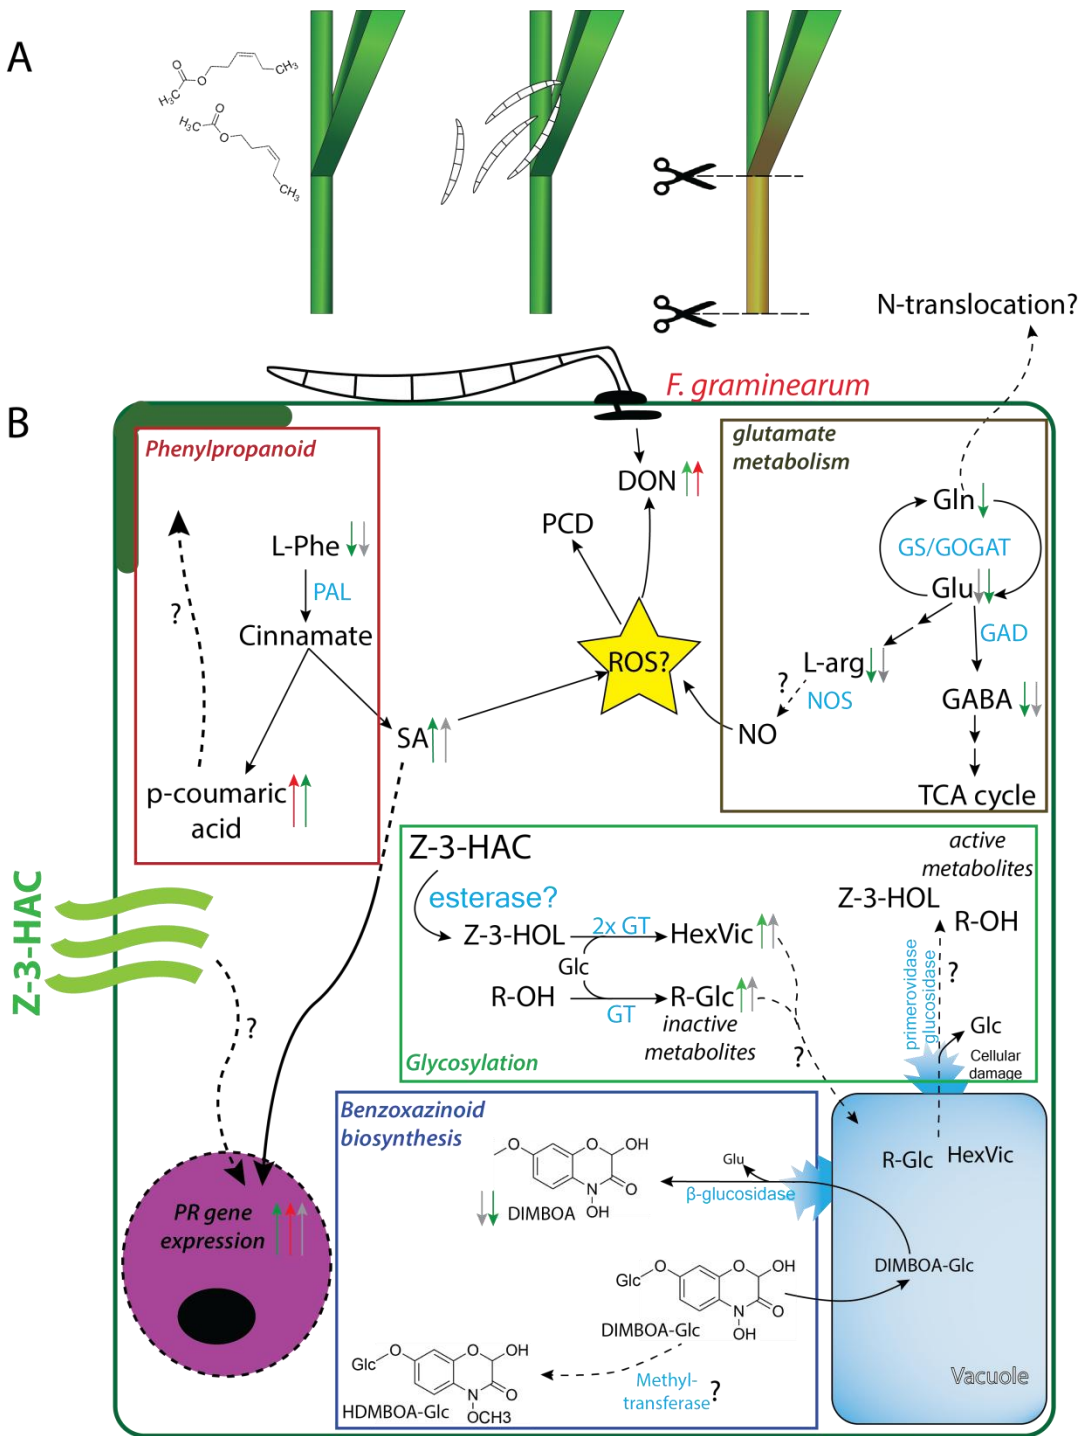 A
H₃C
O
O
CH₃
H₃C
O
O
CH₃
N-translocation?
B
F. graminearum
Phenylpropanoid
L-Phe
PAL
Cinnamate
?
SA
p-coumaric
acid
DON
PCD
ROS?
NO
glutamate
metabolism
Gln
GS/GOGAT
Glu
GAD
L-arg
?
NOS
GABA
TCA cycle
Z-3-HAC
?
PR gene
expression
Z-3-HAC
esterase?
Z-3-HOL
2x GT
HexVic
Glc
R-OH
GT
R-Glc
inactive
metabolites
?
Glycosylation
active
metabolites
Z-3-HOL
R-OH
primerovidase
glucosidase
?
Glc
Cellular
damage
R-Glc
HexVic
DIMBOA-Glc
Vacuole
Benzoxazinoid
biosynthesis
O
O
OH
N
O
OH
DIMBOA
Glu
β-glucosidase
Glc
O
O
OH
N
O
OH
DIMBOA-Glc
Methyl-
transferase
?
Glc
O
O
OH
N
O
OCH3
HDMBOA-Glc